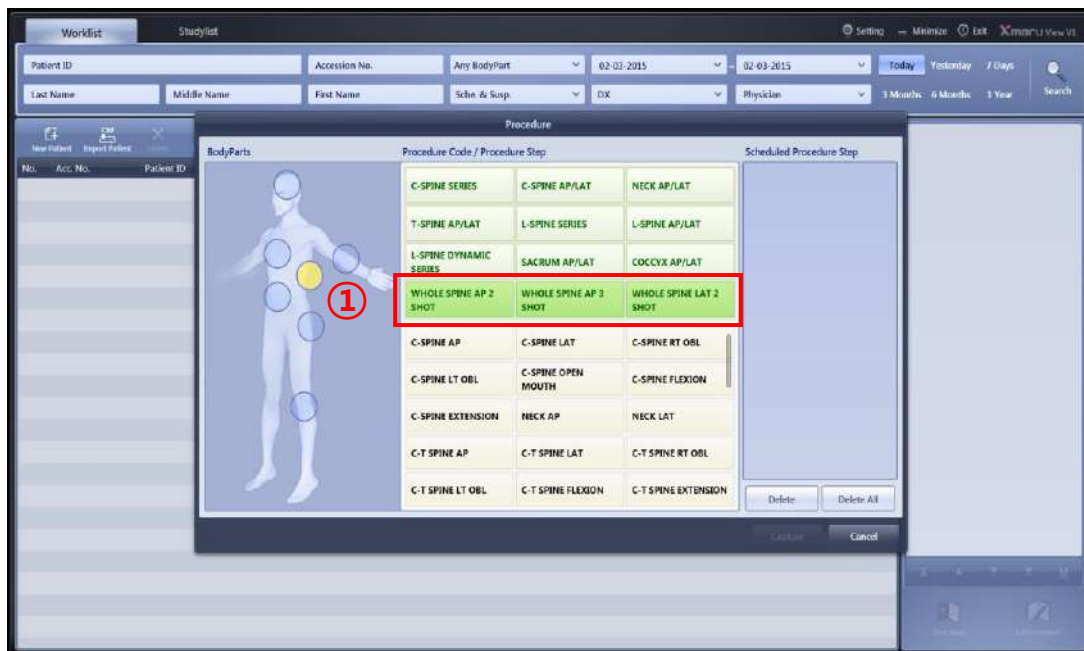 Worklist
Studylist
Setting
Minimize
Exit
Xmaru View V1
Patient ID
Accession No.
Any BodyPart
02-03-2015
-
02-03-2015
Today
Yesterday
7 Days
Last Name
Middle Name
First Name
Sche. & Susp.
DX
Physician
3 Months
6 Months
1 Year
Search
New Patient
Import Patient
Procedure
No.
Acc. No.
Patient ID
BodyParts
Procedure Code / Procedure Step
Scheduled Procedure Step
C-SPINE SERIES
C-SPINE AP/LAT
NECK AP/LAT
T-SPINE AP/LAT
L-SPINE SERIES
L-SPINE AP/LAT
L-SPINE DYNAMIC
SERIES
SACRUM AP/LAT
COCCYX AP/LAT
①
WHOLE SPINE AP 2
SHOT
WHOLE SPINE AP 3
SHOT
WHOLE SPINE LAT 2
SHOT
C-SPINE AP
C-SPINE LAT
C-SPINE RT OBL
C-SPINE LT OBL
C-SPINE OPEN
MOUTH
C-SPINE FLEXION
C-SPINE EXTENSION
NECK AP
NECK LAT
C-T SPINE AP
C-T SPINE LAT
C-T SPINE RT OBL
C-T SPINE LT OBL
C-T SPINE FLEXION
C-T SPINE EXTENSION
Delete
Delete All
Capture
Cancel